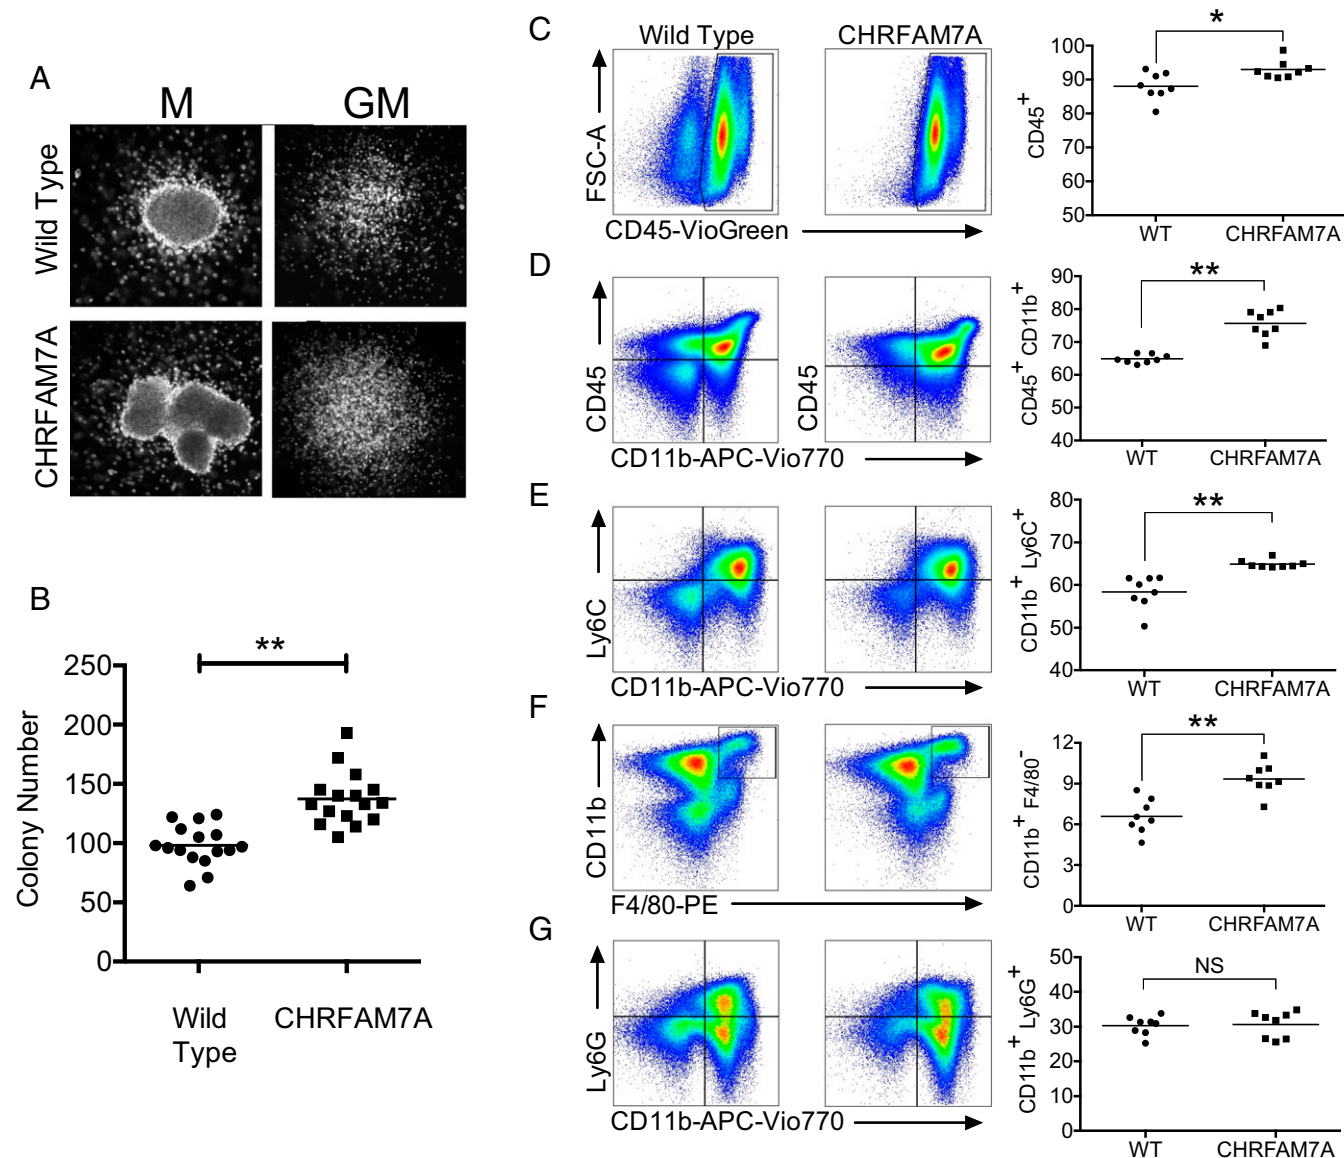 A
M GM
Wild Type
CHRFAM7A
B
**
250
200
150
100
50
0
Colony Number
Wild Type
CHRFAM7A
C
Wild Type CHRFAM7A
FSC-A
CD45-VioGreen
*
100
90
80
70
60
50
CD45+
WT CHRFAM7A
D
CD45
CD45
CD11b-APC-Vio770
**
90
80
70
60
50
40
CD45+ CD11b+
WT CHRFAM7A
E
Ly6C
CD11b-APC-Vio770
**
80
70
60
50
40
CD11b+ Ly6C+
WT CHRFAM7A
F
CD11b
F4/80-PE
**
12
9
6
3
0
CD11b+ F4/80-
WT CHRFAM7A
G
Ly6G
CD11b-APC-Vio770
NS
50
40
30
20
10
0
CD11b+ Ly6G+
WT CHRFAM7A